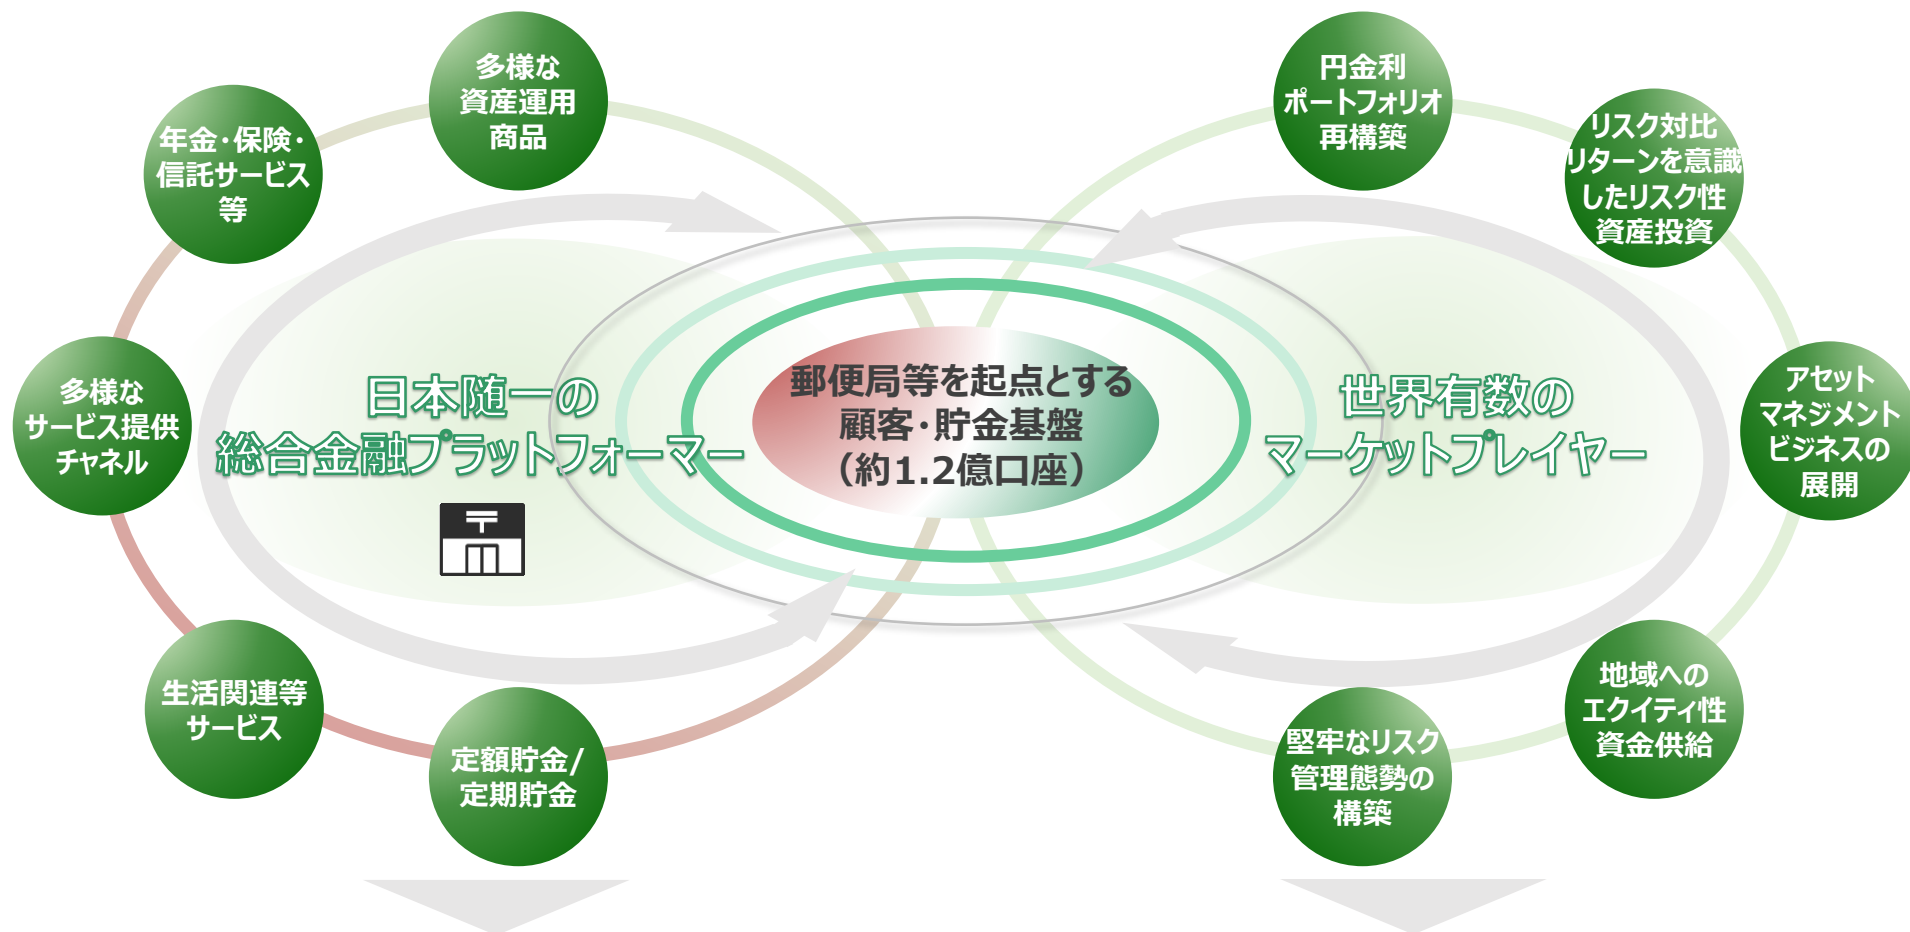 多様な
資産運用
商品
年金・保険・
信託サービス
等
多様な
サービス提供
チャネル
生活関連等
サービス
定額貯金/
定期貯金
日本随一の
総合金融プラットフォーマー
郵便局等を起点とする
顧客・貯金基盤
（約1.2億口座）
世界有数の
マーケットプレイヤー
円金利
ポートフォリオ
再構築
リスク対比
リターンを意識
したリスク性
資産投資
アセット
マネジメント
ビジネスの
展開
地域への
エクイティ性
資金供給
堅牢なリスク
管理態勢の
構築